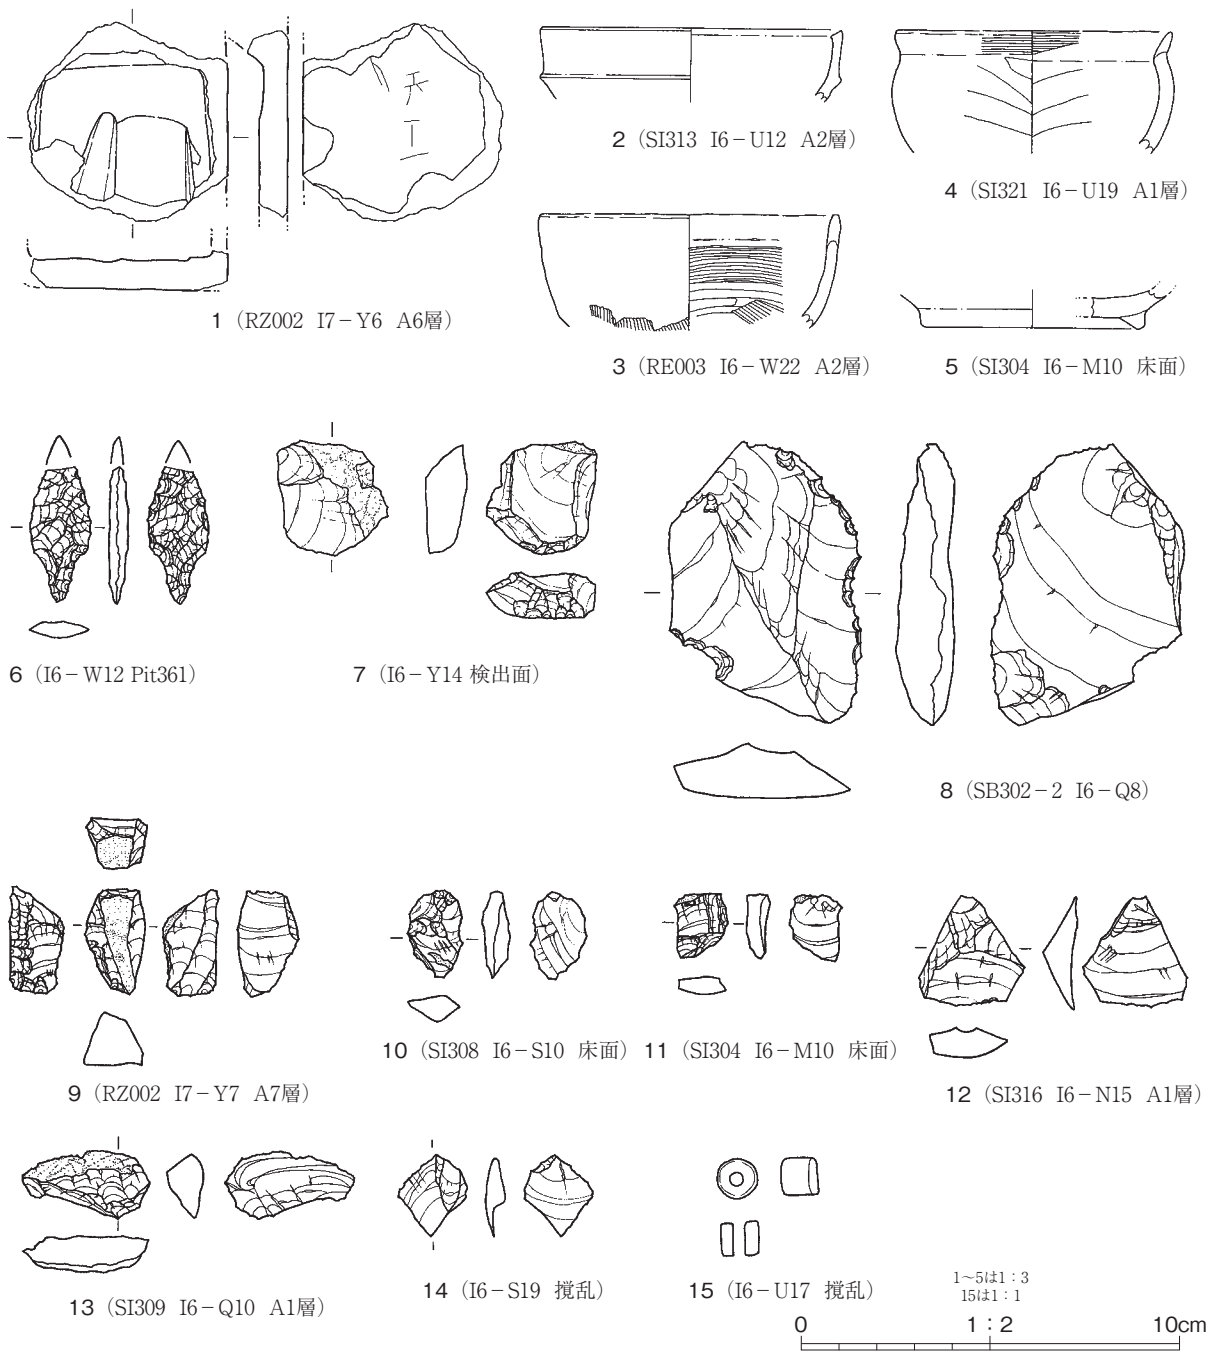 天
二
2（SI313 I6－U12 A2層）
4（SI321 I6－U19 A1層）
1（RZ002 I7－Y6 A6層）
3（RE003 I6－W22 A2層）
5（SI304 I6－M10 床面）
6（I6－W12 Pit361）
7（I6－Y14 検出面）
8（SB302－2 I6－Q8）
10（SI308 I6－S10 床面）
11（SI304 I6－M10 床面）
9（RZ002 I7－Y7 A7層）
12（SI316 I6－N15 A1層）
13（SI309 I6－Q10 A1層）
14（I6－S19 撹乱）
15（I6－U17 撹乱）
1～5は1：3
15は1：1
0 1：2 10cm